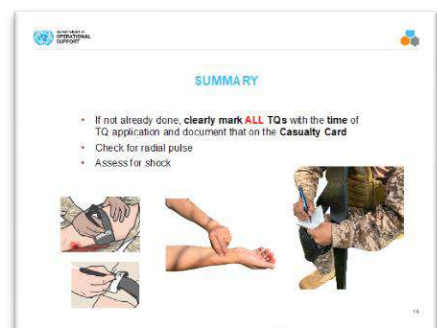 DEPARTMENT OF
OPERATIONAL
SUPPORT
SUMMARY
• If not already done, clearly mark ALL TQs with the time of
TQ application and document that on the Casualty Card
• Check for radial pulse
• Assess for shock